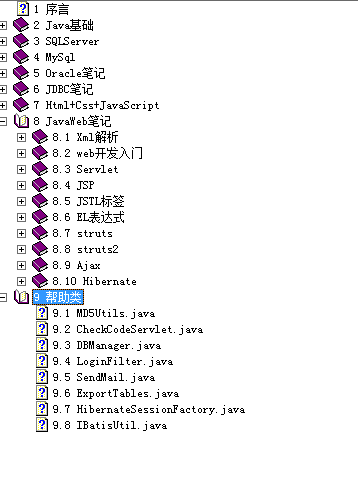 1 序言
2 Java基础
3 SQLServer
4 MySql
5 Oracle笔记
6 JDBC笔记
7 Html+Css+JavaScript
8 JavaWeb笔记
8.1 Xml解析
8.2 web开发入门
8.3 Servlet
8.4 JSP
8.5 JSTL标签
8.6 EL表达式
8.7 struts
8.8 struts2
8.9 Ajax
8.10 Hibernate
9 帮助类
9.1 MD5Utils.java
9.2 CheckCodeServlet.java
9.3 DBManager.java
9.4 LoginFilter.java
9.5 SendMail.java
9.6 ExportTables.java
9.7 HibernateSessionFactory.java
9.8 IBatisUtil.java